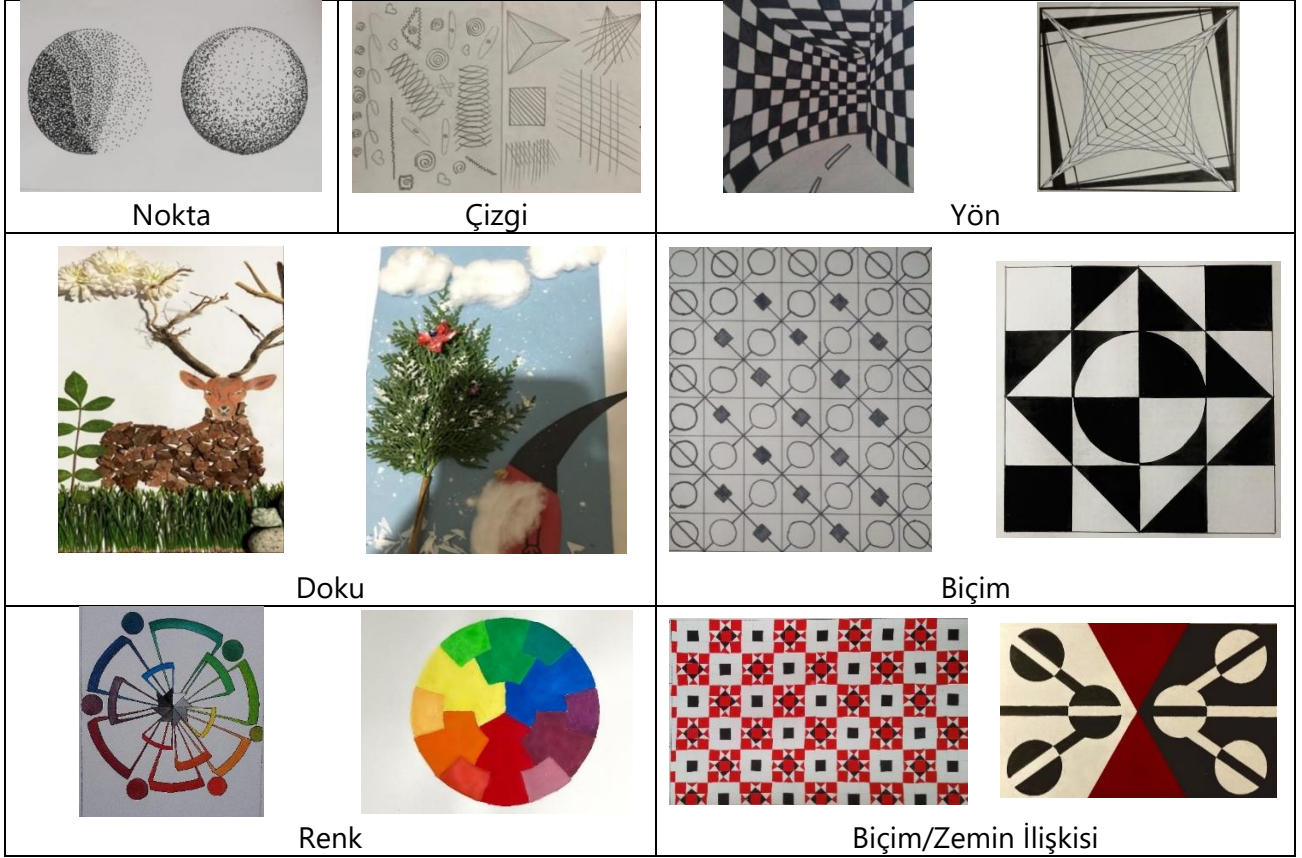 Nokta
Çizgi
Yön
Doku
Biçim
Renk
Biçim/Zemin İlişkisi